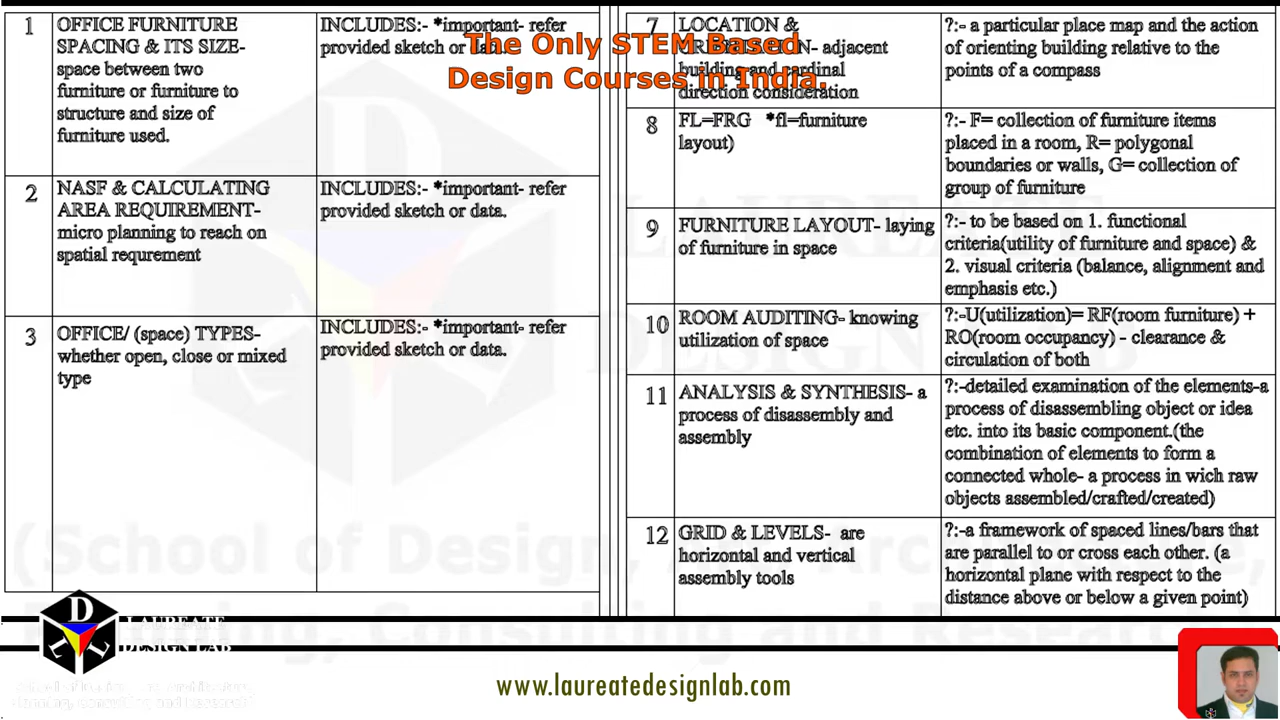 1
OFFICE FURNITURE
SPACING & ITS SIZE-
space between two
furniture or furniture to
structure and size of
furniture used.
INCLUDES:- *important- refer
provided sketch or data.
2
NASF & CALCULATING
AREA REQUIREMENT-
micro planning to reach on
spatial requrement
INCLUDES:- *important- refer
provided sketch or data.
3
OFFICE/ (space) TYPES-
whether open, close or mixed
type
INCLUDES:- *important- refer
provided sketch or data.
The Only STEM Based
Design Courses in India.
7
LOCATION &
adjacent
building and cardinal
direction consideration
?:- a particular place map and the action
of orienting building relative to the
points of a compass
8
FL=FRG *fl=furniture
layout)
?:- F= collection of furniture items
placed in a room, R= polygonal
boundaries or walls, G= collection of
group of furniture
9
FURNITURE LAYOUT- laying
of furniture in space
?:- to be based on 1. functional
criteria(utility of furniture and space) &
2. visual criteria (balance, alignment and
emphasis etc.)
10
ROOM AUDITING- knowing
utilization of space
?:-U(utilization)= RF(room furniture) +
RO(room occupancy) - clearance &
circulation of both
11
ANALYSIS & SYNTHESIS- a
process of disassembly and
assembly
?:-detailed examination of the elements-a
process of disassembling object or idea
etc. into its basic component.(the
combination of elements to form a
connected whole- a process in wich raw
objects assembled/crafted/created)
12
GRID & LEVELS- are
horizontal and vertical
assembly tools
?:-a framework of spaced lines/bars that
are parallel to or cross each other. (a
horizontal plane with respect to the
distance above or below a given point)
D
L L
LAUREATE
DESIGN LAB
www.laureatedesignlab.com